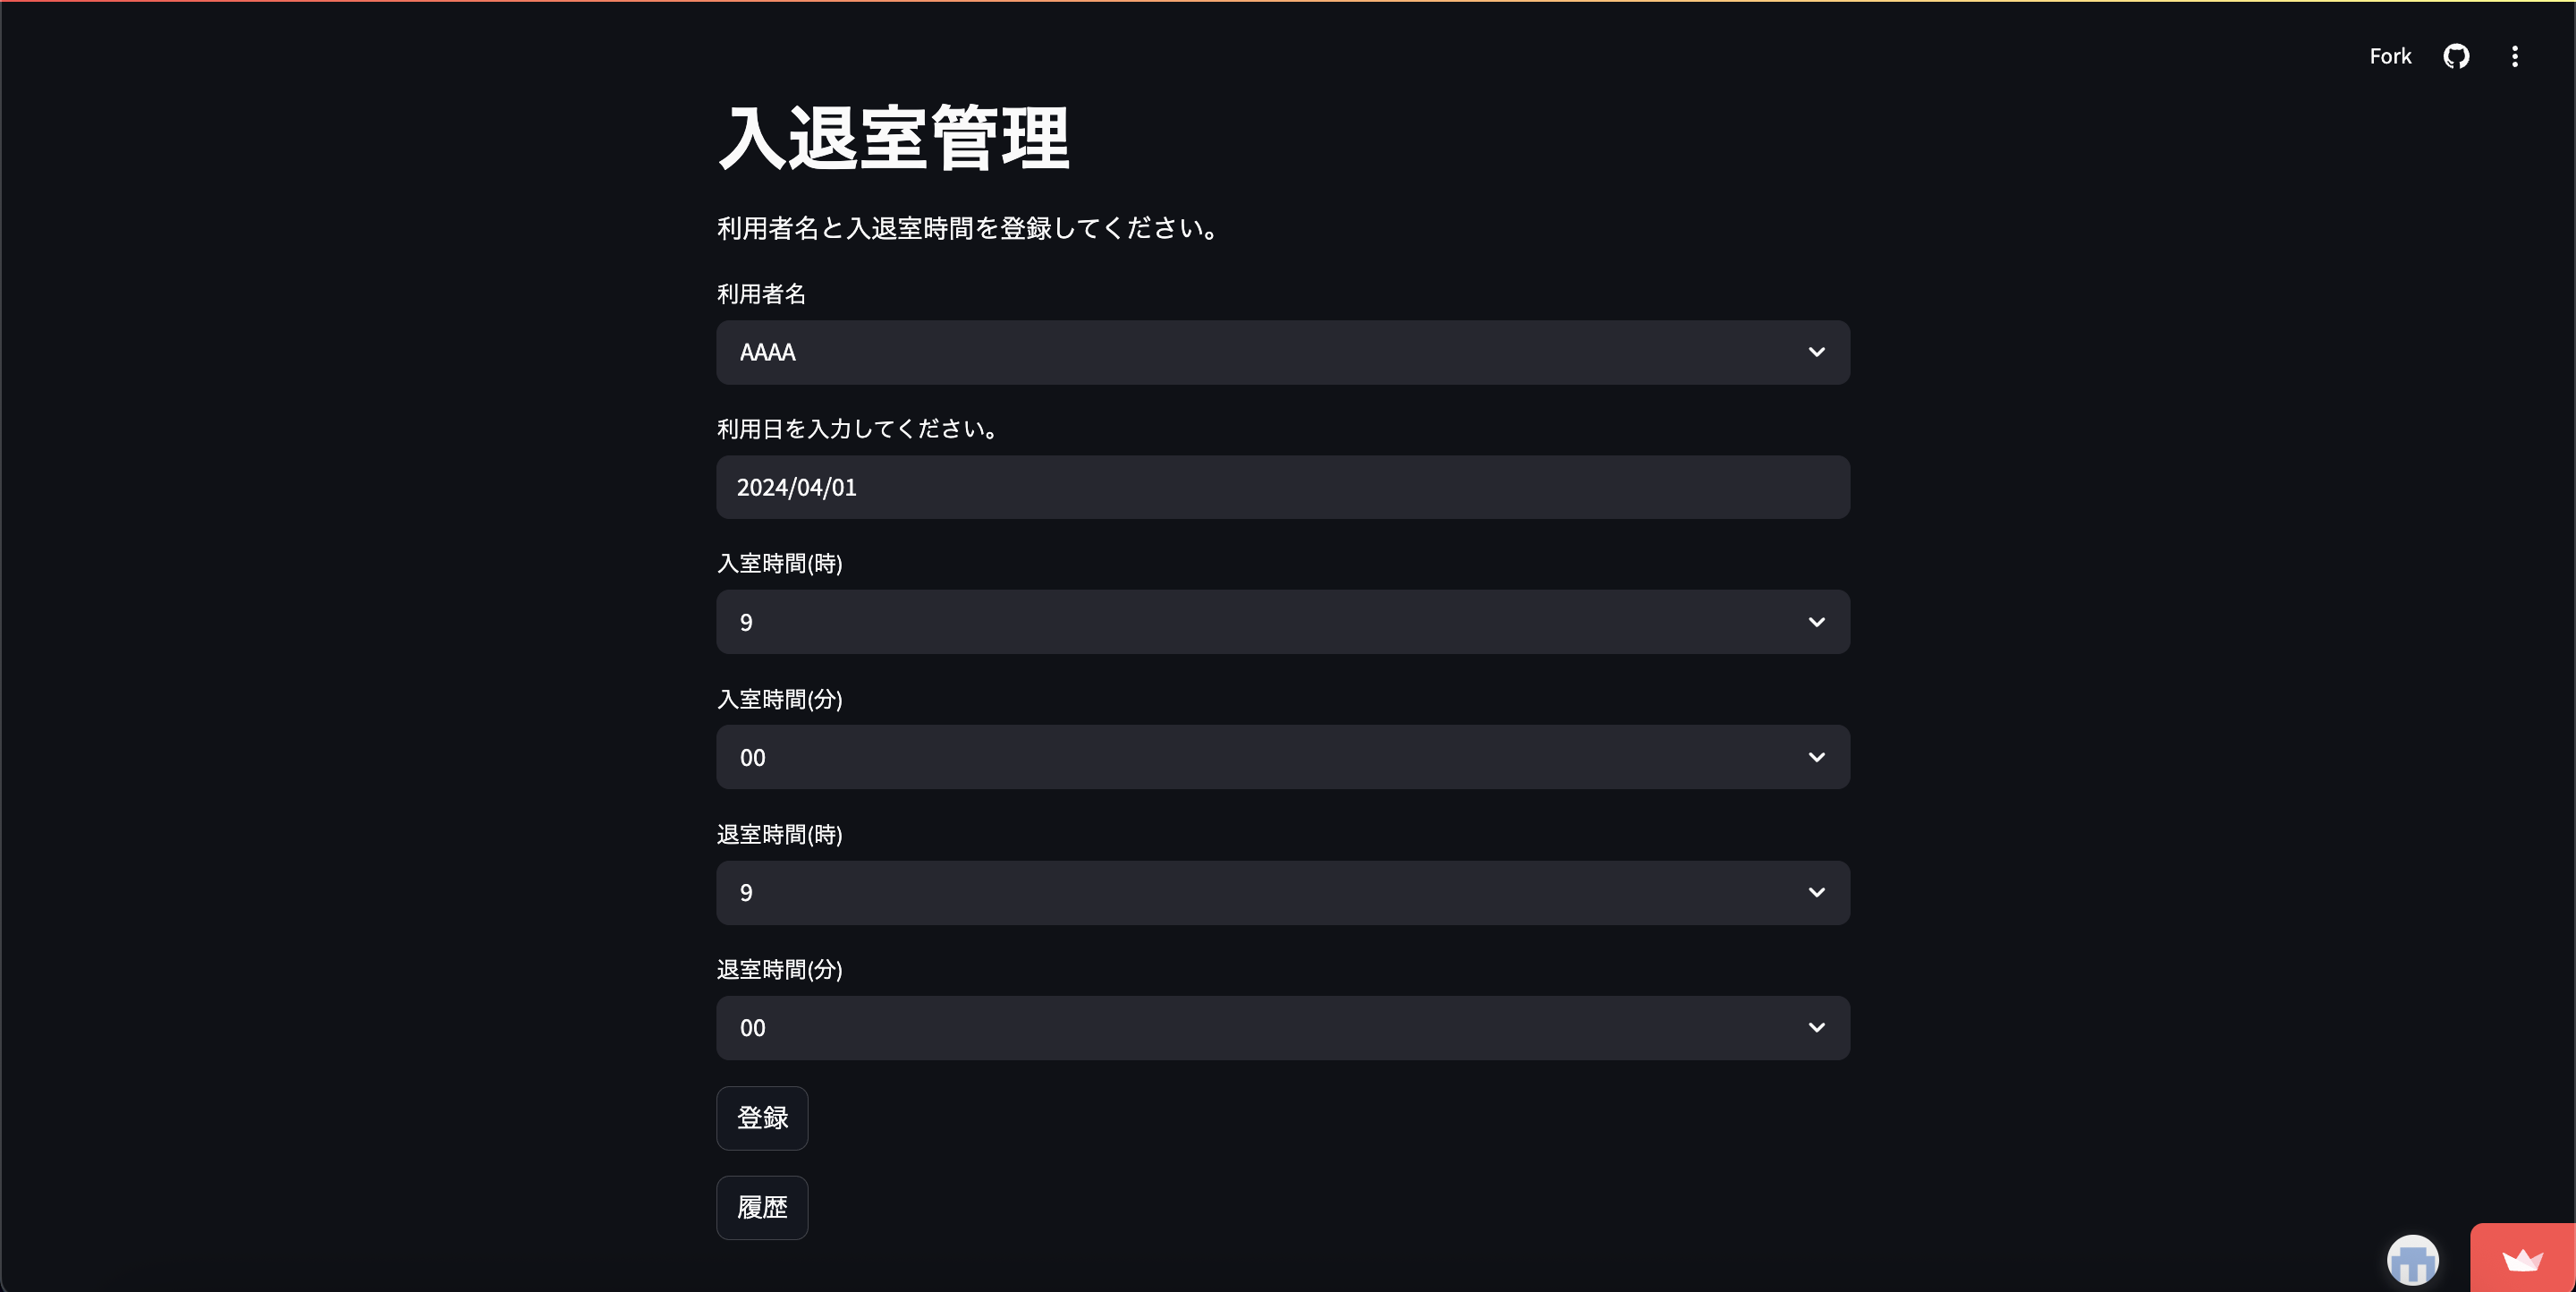 Fork
入退室管理
利用者名と入退室時間を登録してください。
利用者名
AAAA
利用日を入力してください。
2024/04/01
入室時間(時)
9
入室時間(分)
00
退室時間(時)
9
退室時間(分)
00
登録
履歴